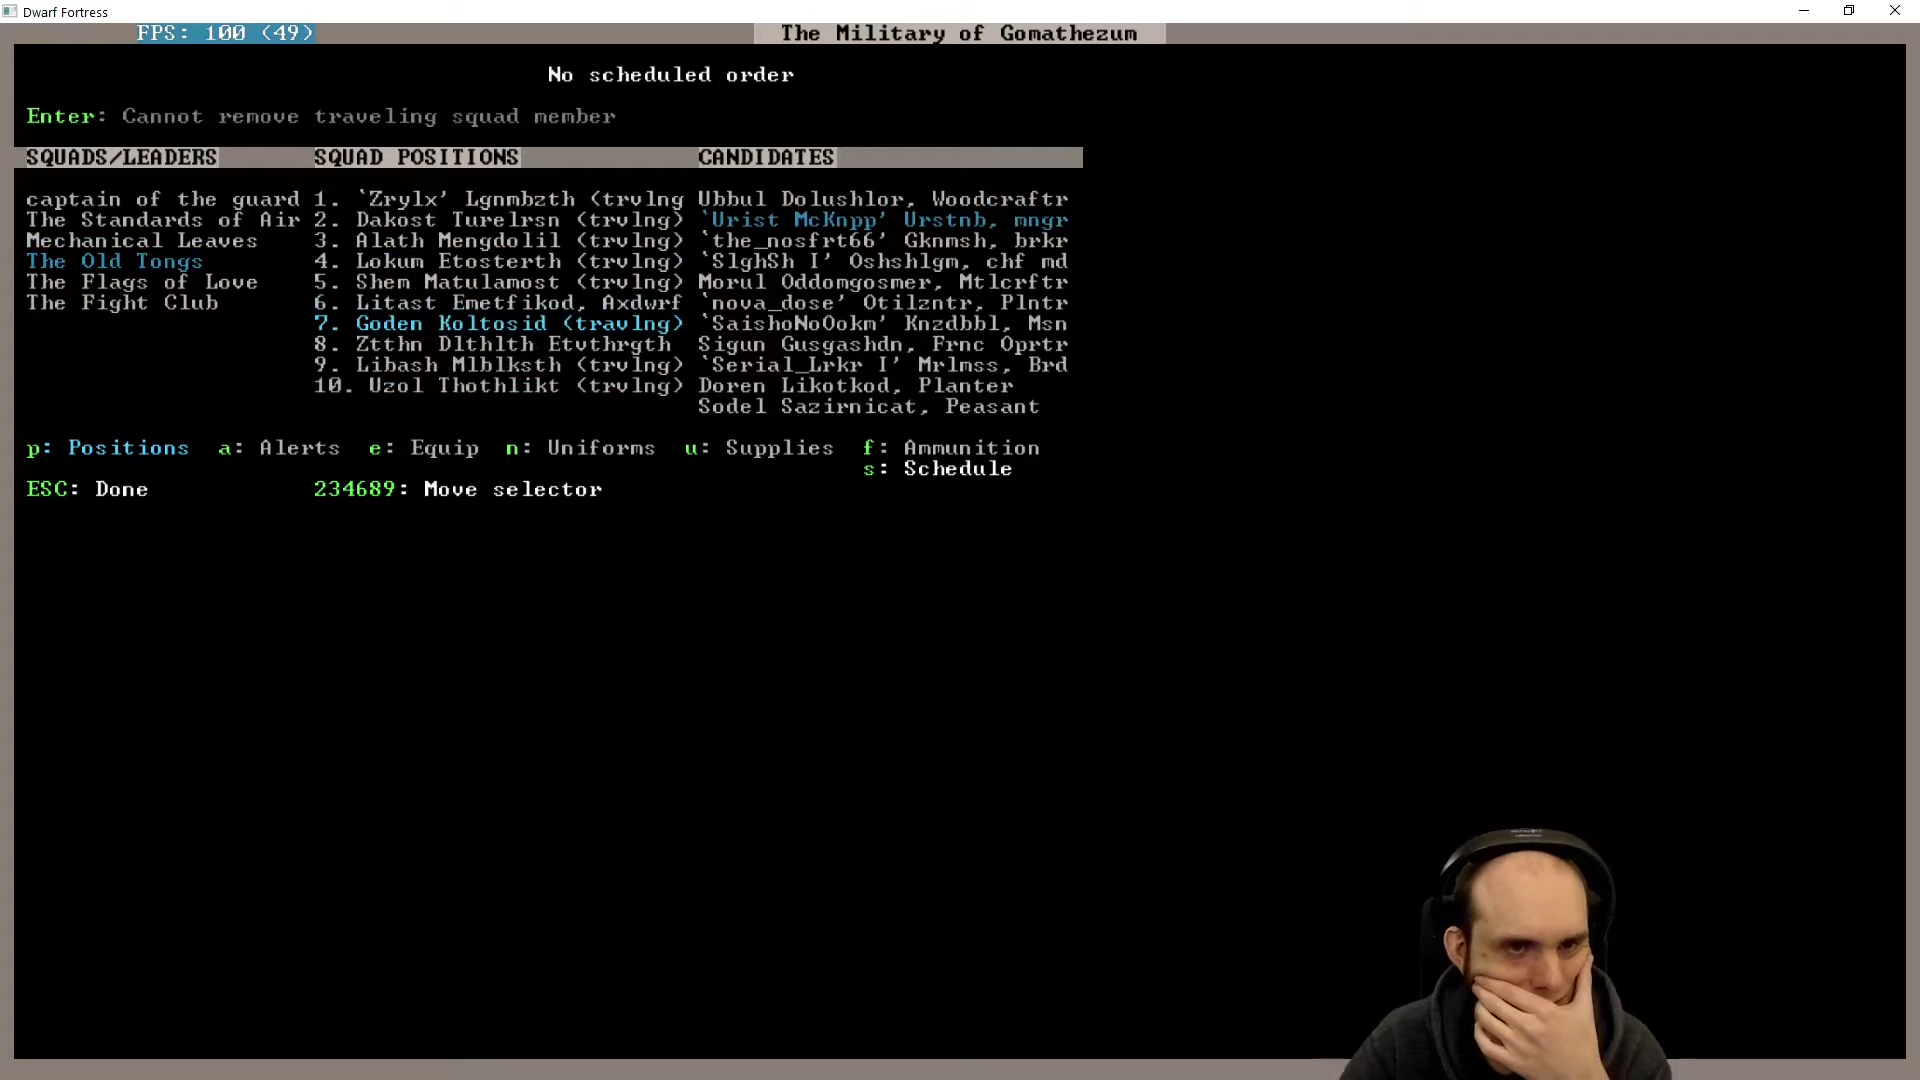 Dwarf Fortress
FPS: 100 (49)
The Military of Gomathezum
No scheduled order
Enter: Cannot remove traveling squad member
SQUADS/LEADERS SQUAD POSITIONS CANDIDATES
captain of the guard 1. `Zrylx' Lgnmbzth (trvlng Ubbul Dolushlor, Woodcraftr
The Standards of Air 2. Dakost Turelrsn (trvlng) `Urist McKnpp' Urstnb, mngr
Mechanical Leaves 3. Alath Mengdolil (trvlng) `the_nosfrt66' Gknmsh, brkr
The Old Tongs 4. Lokum Etosterth (trvlng) `SlghSh I' Oshshlgm, chf md
The Flags of Love 5. Shem Matulamost (trvlng) Morul Oddomgosmer, Mtlcrftr
The Fight Club 6. Litast Emetfikod, Axdwrf `nova_dose' Otilzntr, Plntr
7. Goden Koltosid (travlng) `SaishoNoOokm' Knzdbbl, Msn
8. Ztthn Dlthlth Etvthrgth Sigun Gusgashdn, Frnc Oprtr
9. Libash Mlblksth (trvlng) `Serial_Lrkr I' Mrlmss, Brd
10. Uzol Thothlikt (trvlng) Doren Likotkod, Planter
Sodel Sazirnicat, Peasant
p: Positions a: Alerts e: Equip n: Uniforms u: Supplies f: Ammunition
s: Schedule
ESC: Done 234689: Move selector